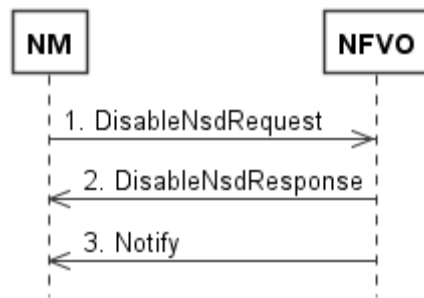 NM
NFVO
1. DisableNsdRequest
2. DisableNsdResponse
3. Notify